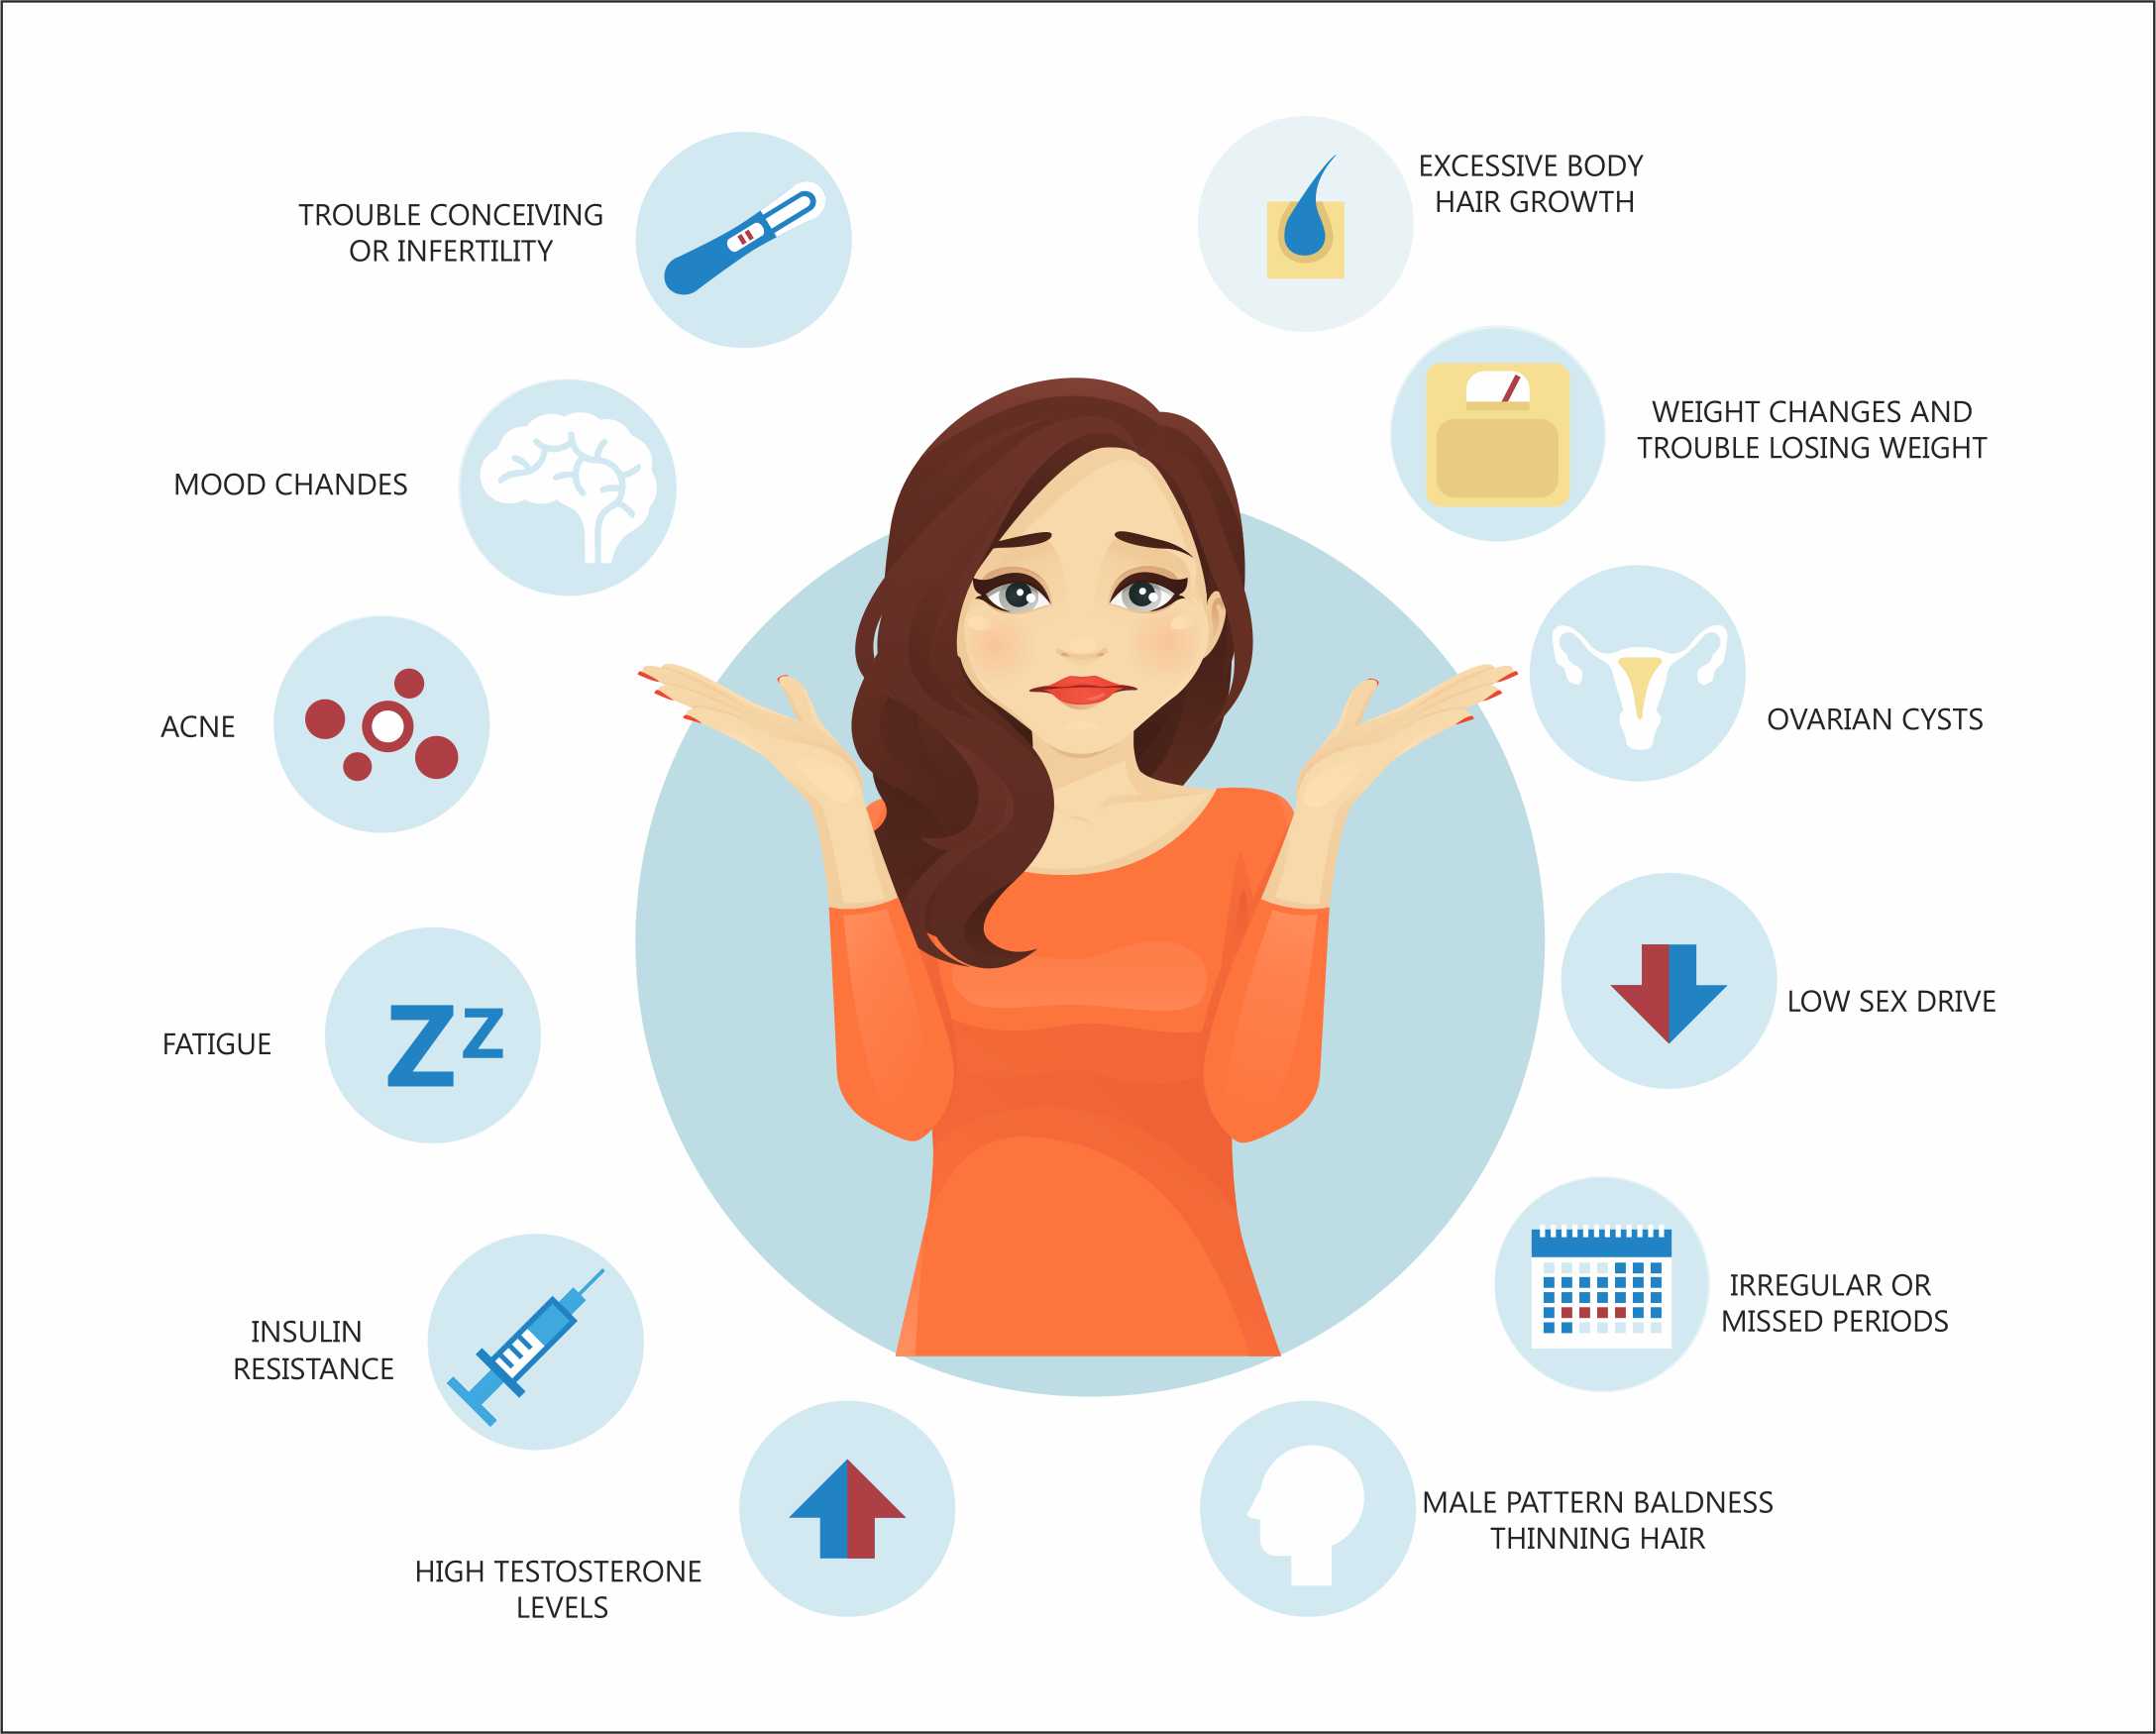 TROUBLE CONCEIVING
OR INFERTILITY
EXCESSIVE BODY
HAIR GROWTH
MOOD CHANDES
WEIGHT CHANGES AND
TROUBLE LOSING WEIGHT
ACNE
OVARIAN CYSTS
FATIGUE
Zz
LOW SEX DRIVE
INSULIN
RESISTANCE
IRREGULAR OR
MISSED PERIODS
HIGH TESTOSTERONE
LEVELS
MALE PATTERN BALDNESS
THINNING HAIR